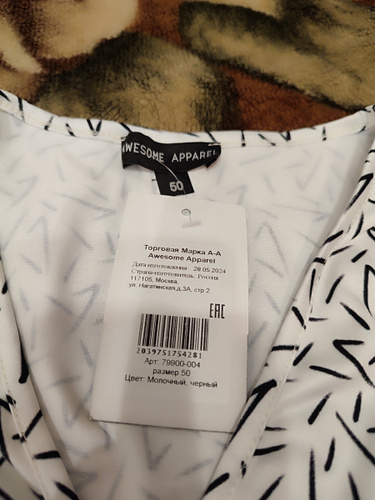 AWESOME APPAREL
50
Торговая Марка А-А
Awesome Apparel
Дата изготовления 28.05.2024
Страна-изготовитель: Россия
117105, Москва,
ул. Нагатинская,д.3А, стр 2
EAC
2039751754281
Арт: 79900-004
размер 50
Цвет: Молочный, черный